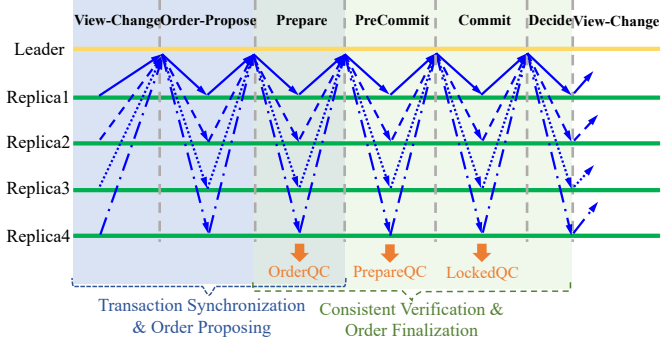 View-Change Order-Propose Prepare PreCommit Commit Decide View-Change
Leader
Replica1
Replica2
Replica3
Replica4
OrderQC PrepareQC LockedQC
Transaction Synchronization
& Order Proposing
Consistent Verification &
Order Finalization